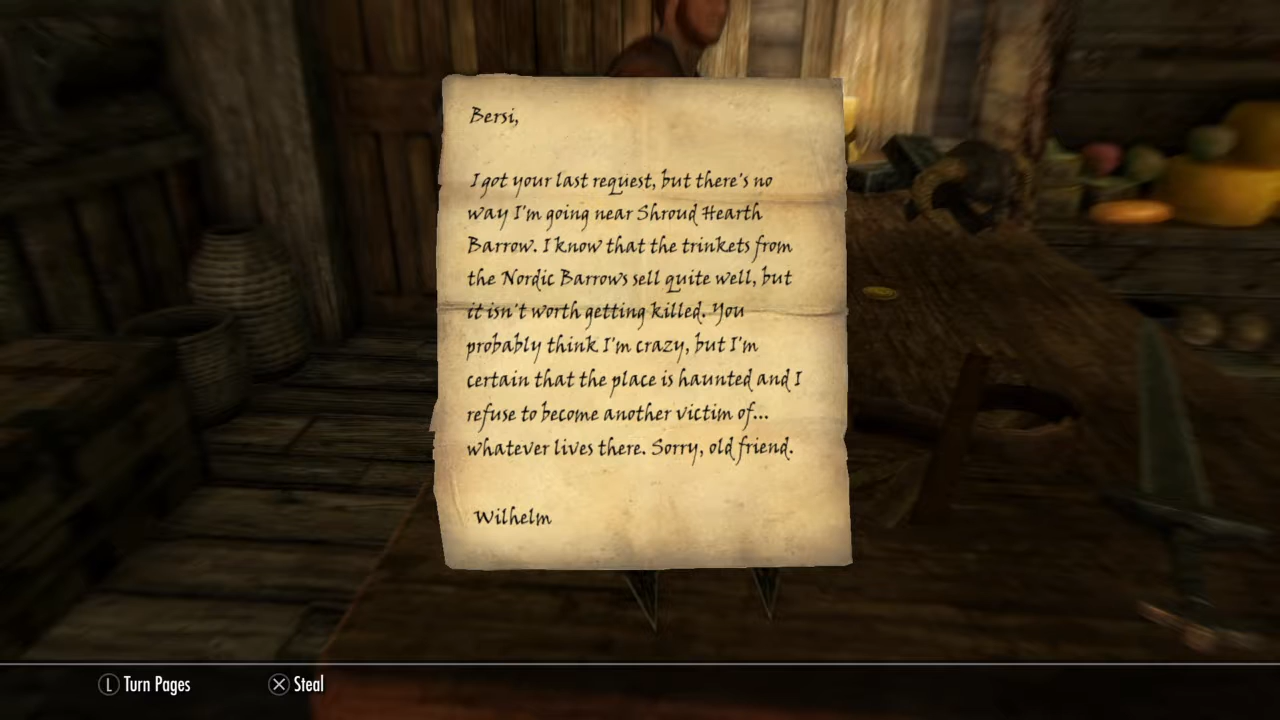 Bersi,
I got your last request, but there's no
way I'm going near Shroud Hearth
Barrow. I know that the trinkets from
the Nordic Barrows sell quite well, but
it isn't worth getting killed. You
probably think I'm crazy, but I'm
certain that the place is haunted and I
refuse to become another victim of...
whatever lives there. Sorry, old friend.
Wilhelm
L Turn Pages X Steal